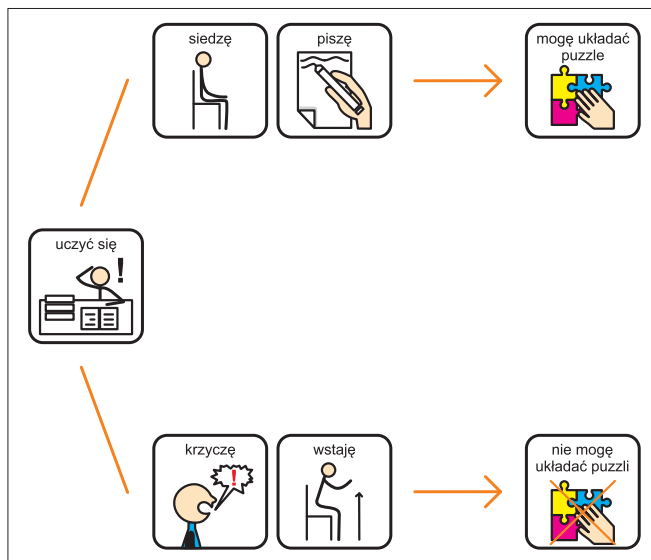 siedzę
piszę
mogę układać
puzzle
uczyć się
!
krzyczę
!
wstaję
nie mogę
układać puzzli